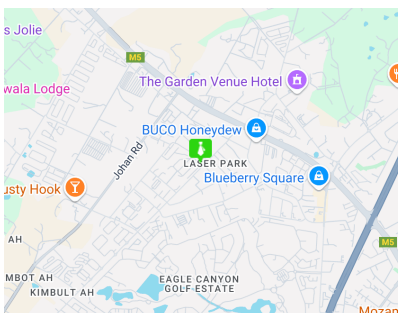 s Jolie
M5
The Garden Venue Hotel
wala Lodge
BUCO Honeydew
Johan Rd
LASER PARK
Blueberry Square
usty Hook
AH
M5
MBOT AH
KIMBULT AH
EAGLE CANYON
GOLF ESTATE
Mozam